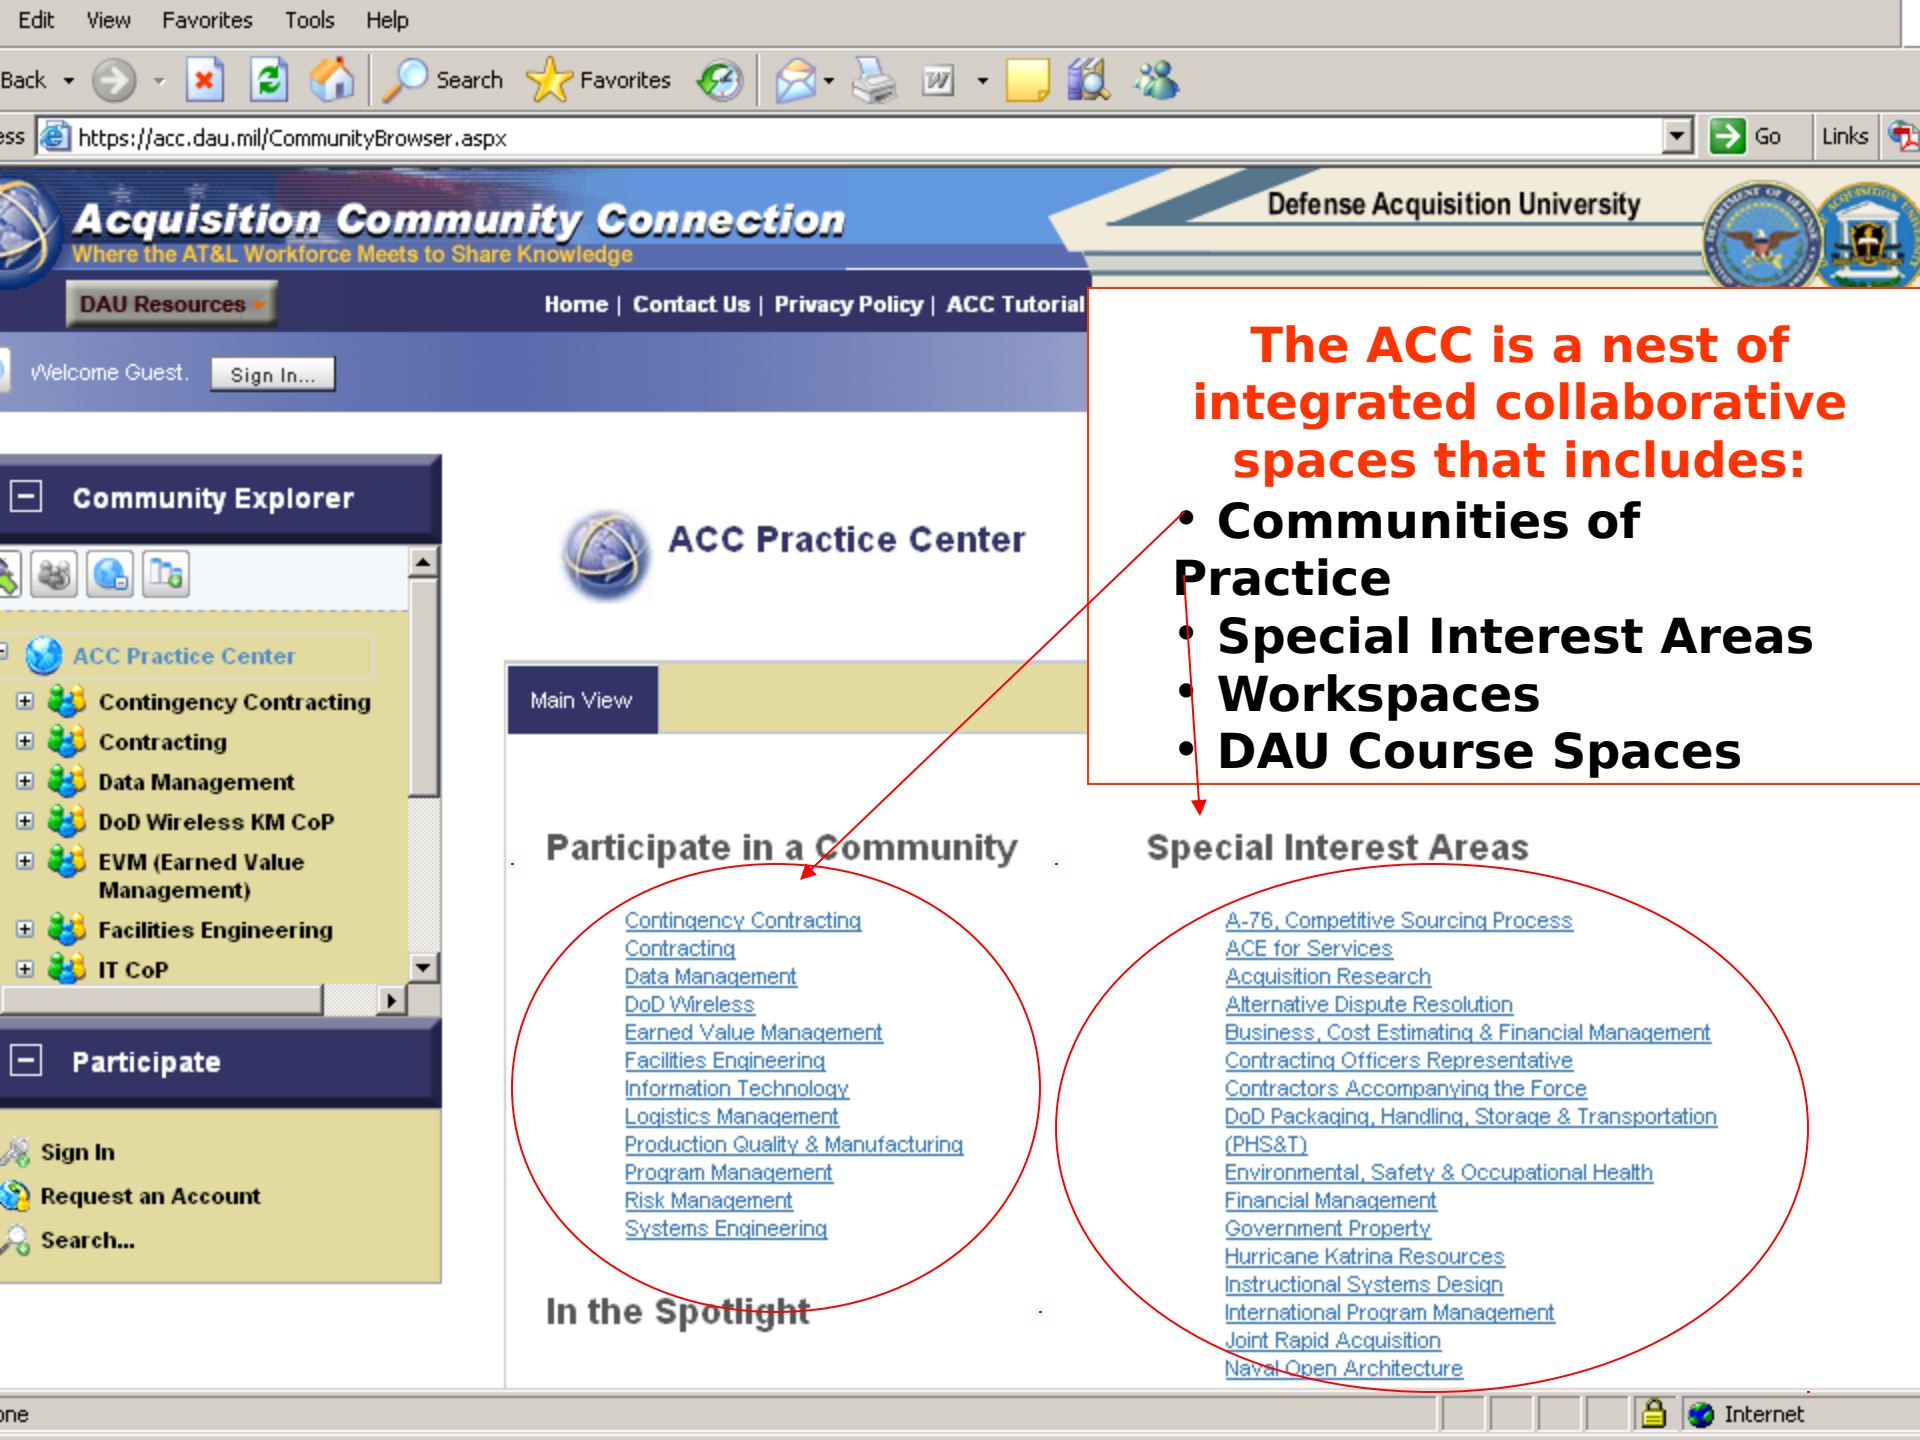 Edit View Favorites Tools Help
Back Search Favorites
https://acc.dau.mil/CommunityBrowser.aspx Go Links
Acquisition Community Connection
Where the AT&L Workforce Meets to Share Knowledge
Defense Acquisition University
DAU Resources
Home | Contact Us | Privacy Policy | ACC Tutorial
Welcome Guest. Sign In...
The ACC is a nest of
integrated collaborative
spaces that includes:
• Communities of
Practice
• Special Interest Areas
• Workspaces
• DAU Course Spaces
Community Explorer
ACC Practice Center
Contingency Contracting
Contracting
Data Management
DoD Wireless KM CoP
EVM (Earned Value
Management)
Facilities Engineering
IT CoP
Participate
Sign In
Request an Account
Search...
ACC Practice Center
Main View
Participate in a Community
Contingency Contracting
Contracting
Data Management
DoD Wireless
Earned Value Management
Facilities Engineering
Information Technology
Logistics Management
Production Quality & Manufacturing
Program Management
Risk Management
Systems Engineering
In the Spotlight
Special Interest Areas
A-76, Competitive Sourcing Process
ACE for Services
Acquisition Research
Alternative Dispute Resolution
Business, Cost Estimating & Financial Management
Contracting Officers Representative
Contractors Accompanying the Force
DoD Packaging, Handling, Storage & Transportation
(PHS&T)
Environmental, Safety & Occupational Health
Financial Management
Government Property
Hurricane Katrina Resources
Instructional Systems Design
International Program Management
Joint Rapid Acquisition
Naval Open Architecture
Internet